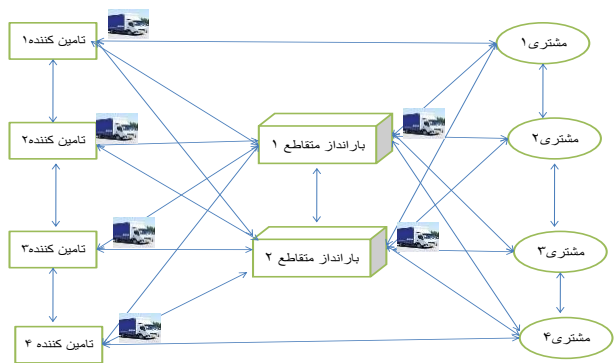 تامین کننده۱
مشتری۱
تامین کننده۲
بارانداز متقاطع ۱
مشتری۲
تامین کننده۳
بارانداز متقاطع ۲
مشتری۳
تامین کننده ۴
مشتری۴